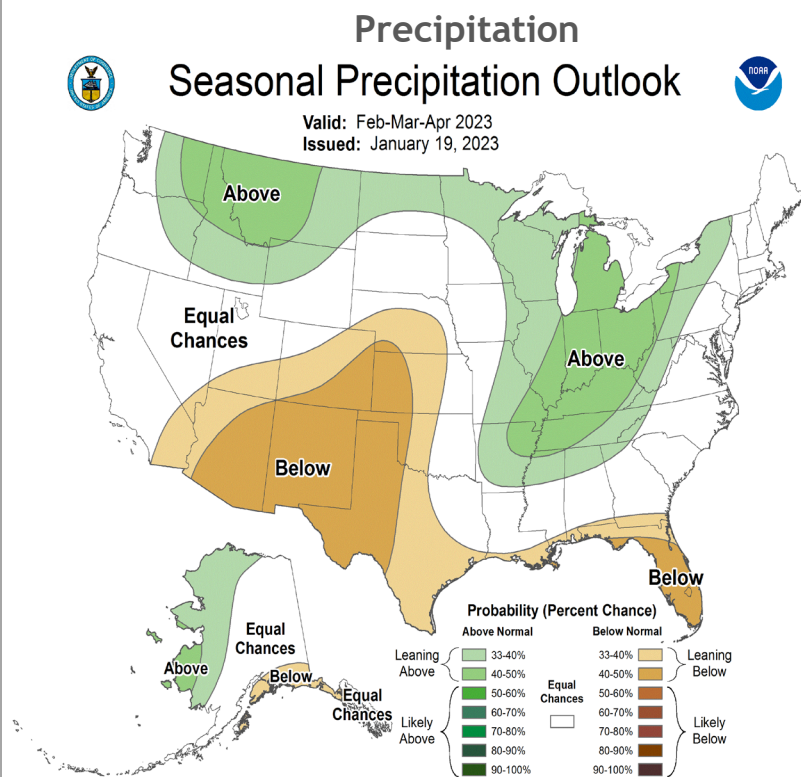 Precipitation
Seasonal Precipitation Outlook
NOAA
Valid: Feb-Mar-Apr 2023
Issued: January 19, 2023
Above
Equal
Chances
Above
Below
Below
Equal
Chances
Above
Below
Equal
Chances
Probability (Percent Chance)
Above Normal
Below Normal
Leaning
Above
33-40%
40-50%
50-60%
60-70%
70-80%
80-90%
90-100%
Likely
Above
Equal
Chances
33-40%
40-50%
50-60%
60-70%
70-80%
80-90%
90-100%
Leaning
Below
Likely
Below